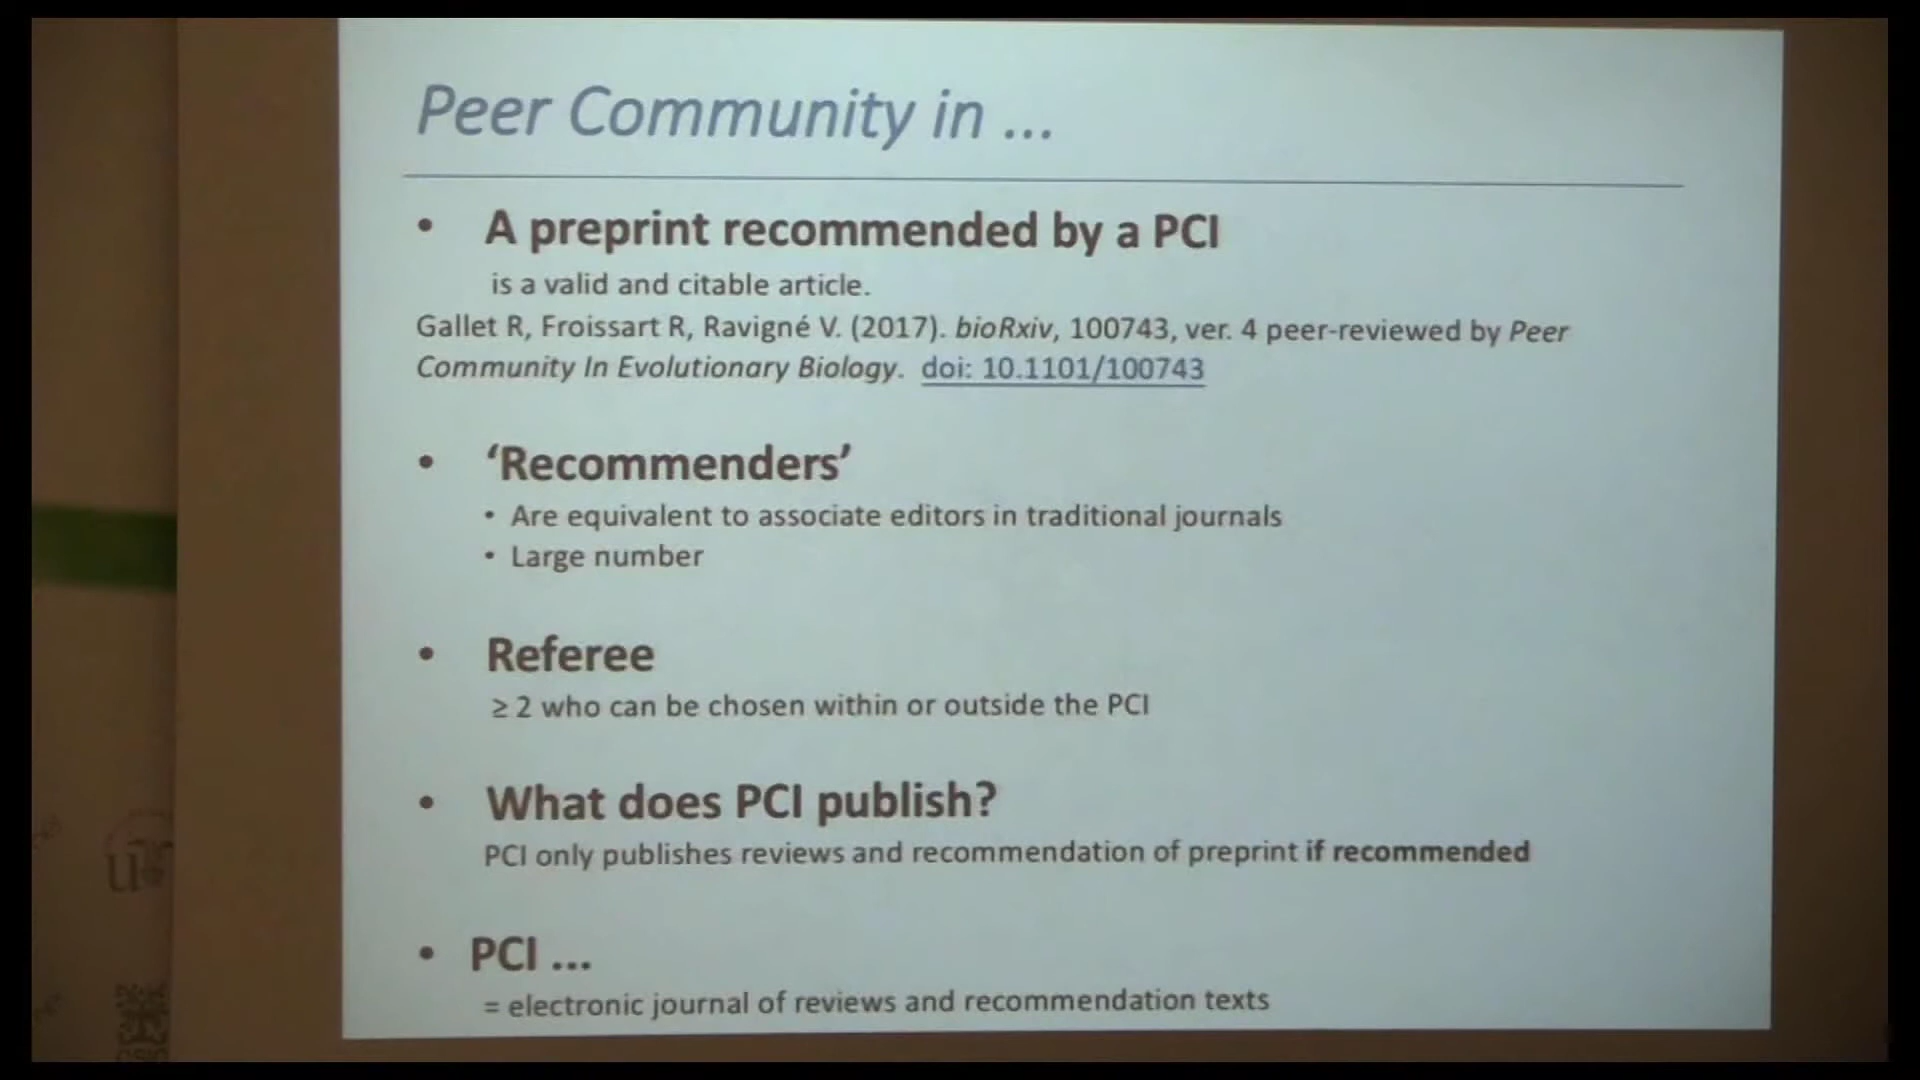 Peer Community in ...
• A preprint recommended by a PCI
is a valid and citable article.
Gallet R, Froissart R, Ravigné V. (2017). bioRxiv, 100743, ver. 4 peer-reviewed by Peer
Community In Evolutionary Biology. doi: 10.1101/100743
• ‘Recommenders’
• Are equivalent to associate editors in traditional journals
• Large number
• Referee
≥ 2 who can be chosen within or outside the PCI
• What does PCI publish?
PCI only publishes reviews and recommendation of preprint if recommended
• PCI ...
= electronic journal of reviews and recommendation texts